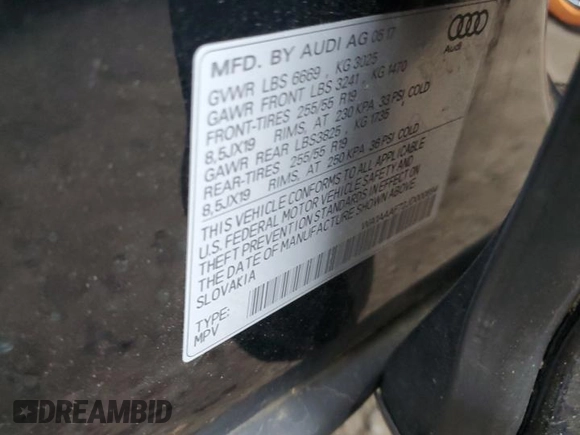 MFD. BY AUDI AG 05 17
Audi
GVWR LBS 6669 , KG 3025
GAWR FRONT LBS 3241 , KG 1470
FRONT-TIRES 255/55 R19
8,5JX19 RIMS, AT 230 KPA 33 PSI COLD
GAWR REAR LBS3825 , KG 1735
REAR-TIRES 255/55 R19
8,5JX19 RIMS, AT 250 KPA 36 PSI COLD
THIS VEHICLE CONFORMS TO ALL APPLICABLE
U.S. FEDERAL MOTOR VEHICLE SAFETY AND
THEFT PREVENTION STANDARDS IN EFFECT ON
THE DATE OF MANUFACTURE SHOWN ABOVE.
SLOVAKIA
TYPE:
MPV
DREAMBID